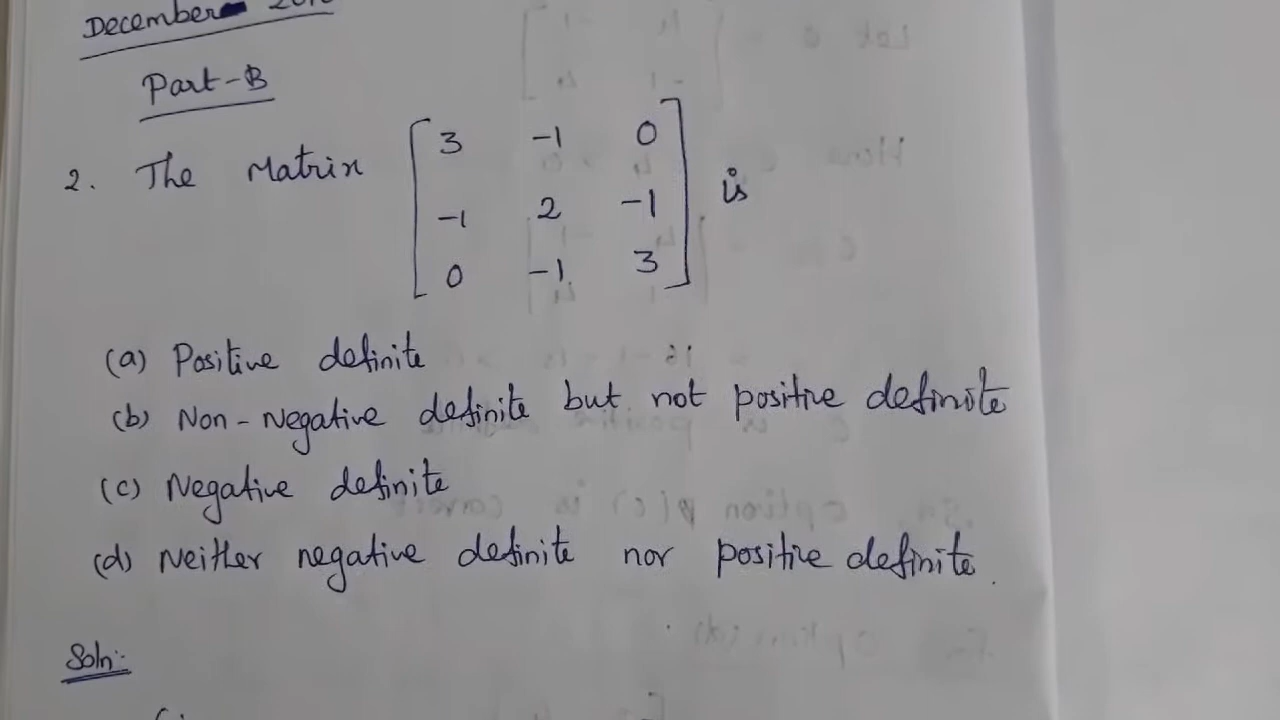 December
Part-B
2. The Matrix [ 3 -1 0
-1 2 -1
0 -1 3 ] is
(a) Positive definite
(b) Non-negative definite but not positive definite
(c) Negative definite
(d) Neither negative definite nor positive definite.
Soln:-